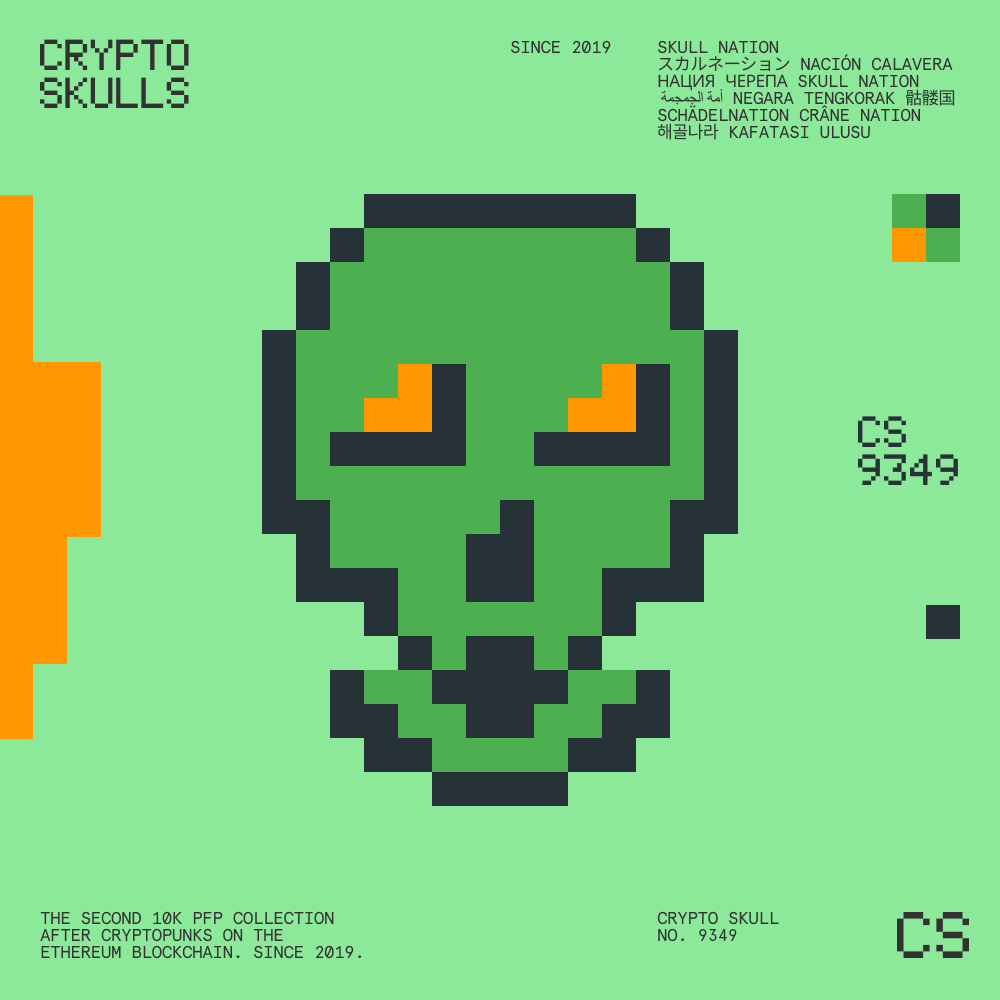 CRYPTO
SKULLS
SINCE 2019
SKULL NATION
スカルネーション NACIÓN CALAVERA
НАЦИЯ ЧЕРЕПА SKULL NATION
أمة الجمجمة NEGARA TENGKORAK 骷髅国
SCHÄDELNATION CRÂNE NATION
해골나라 KAFATASI ULUSU
CS
9349
THE SECOND 10K PFP COLLECTION
AFTER CRYPTOPUNKS ON THE
ETHEREUM BLOCKCHAIN. SINCE 2019.
CRYPTO SKULL
NO. 9349
CS